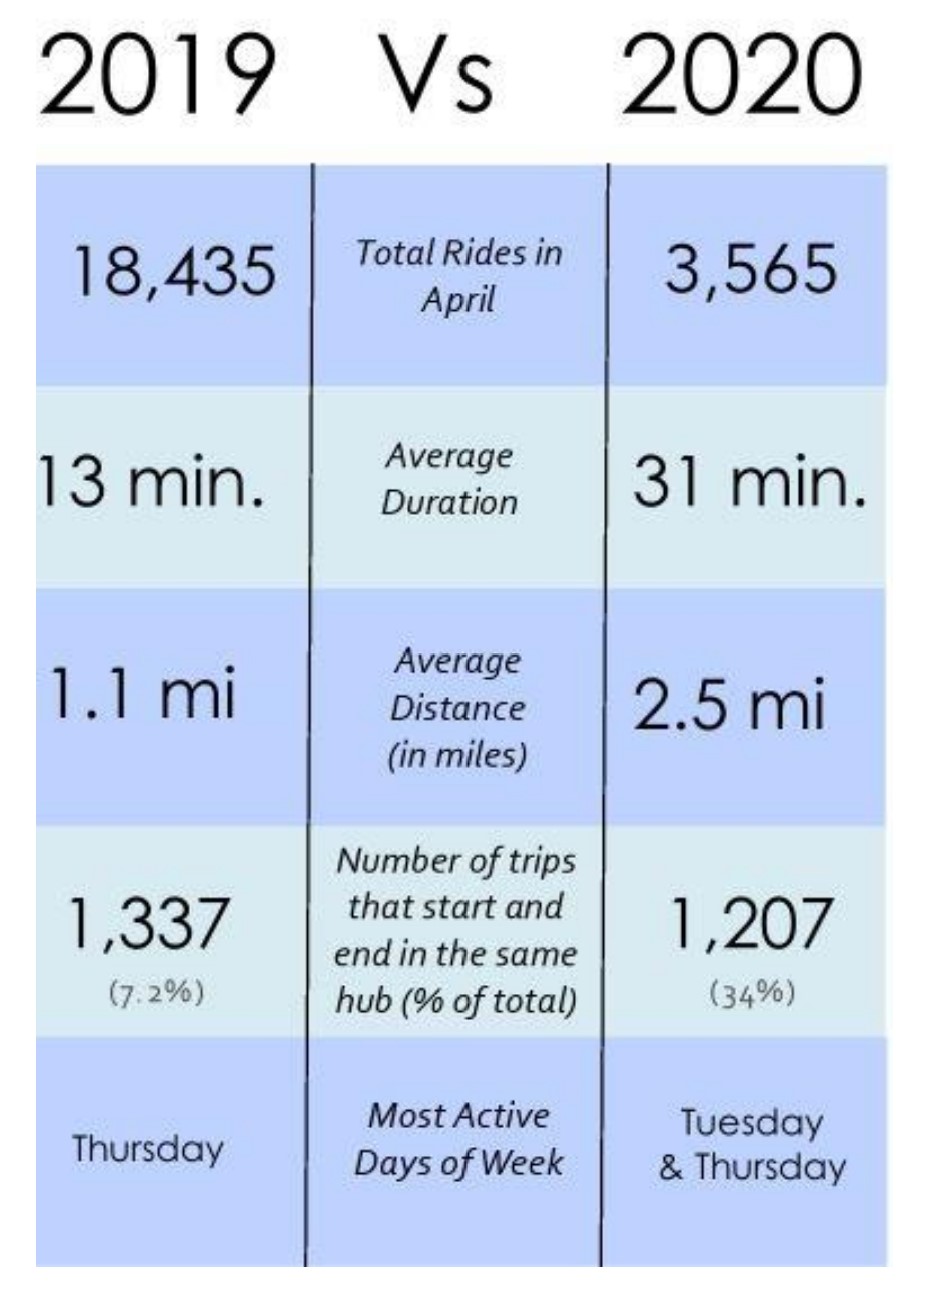 2019 Vs 2020
18,435
Total Rides in
April
3,565
13 min.
Average
Duration
31 min.
1.1 mi
Average
Distance
(in miles)
2.5 mi
1,337
(7.2%)
Number of trips
that start and
end in the same
hub (% of total)
1,207
(34%)
Thursday
Most Active
Days of Week
Tuesday
& Thursday